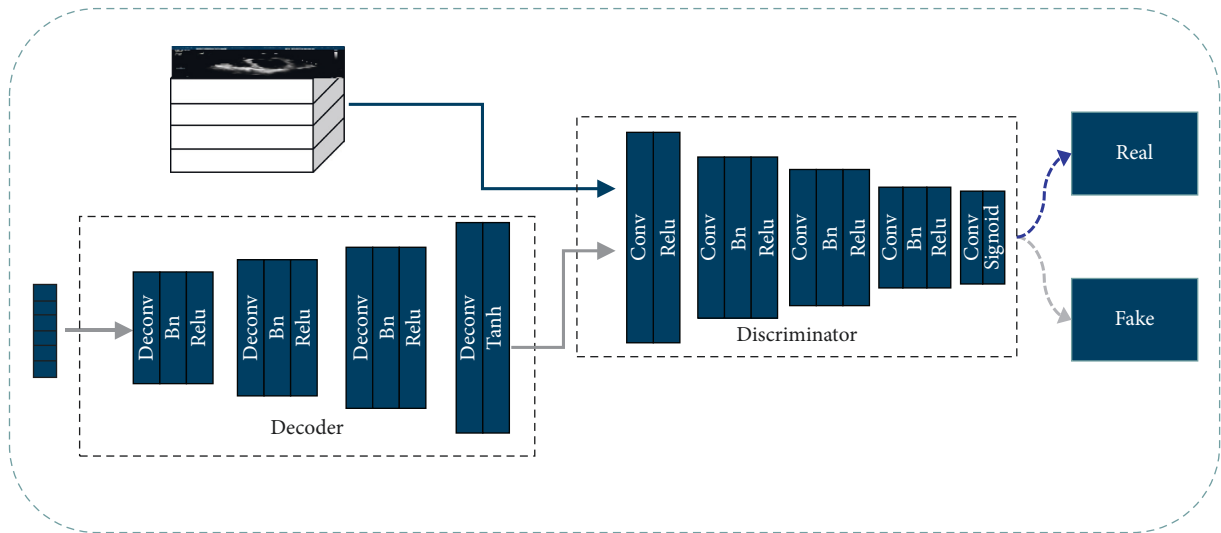 Deconv
Bn
Relu
Deconv
Bn
Relu
Deconv
Bn
Relu
Deconv
Tanh
Decoder
Conv
Relu
Conv
Bn
Relu
Conv
Bn
Relu
Conv
Bn
Relu
Conv
Signoid
Discriminator
Real
Fake